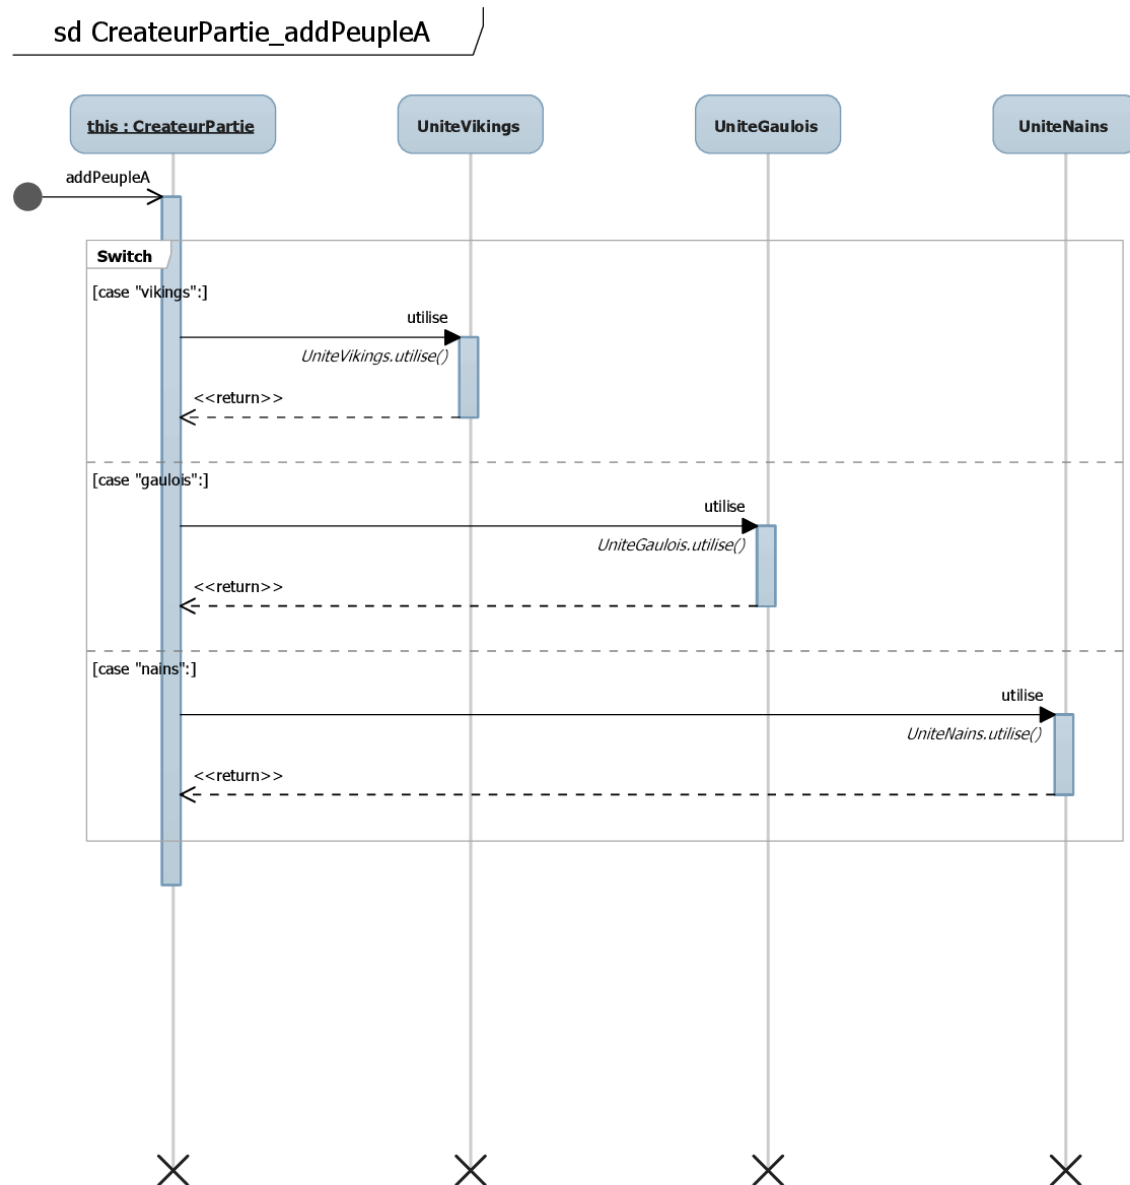 sd CreateurPartie_addPeupleA
this : CreateurPartie
UniteVikings
UniteGaulois
UniteNains
addPeupleA
Switch
[case "vikings":]
utilise
UniteVikings.utilise()
<<return>>
[case "gaulois":]
utilise
UniteGaulois.utilise()
<<return>>
[case "nains":]
utilise
UniteNains.utilise()
<<return>>